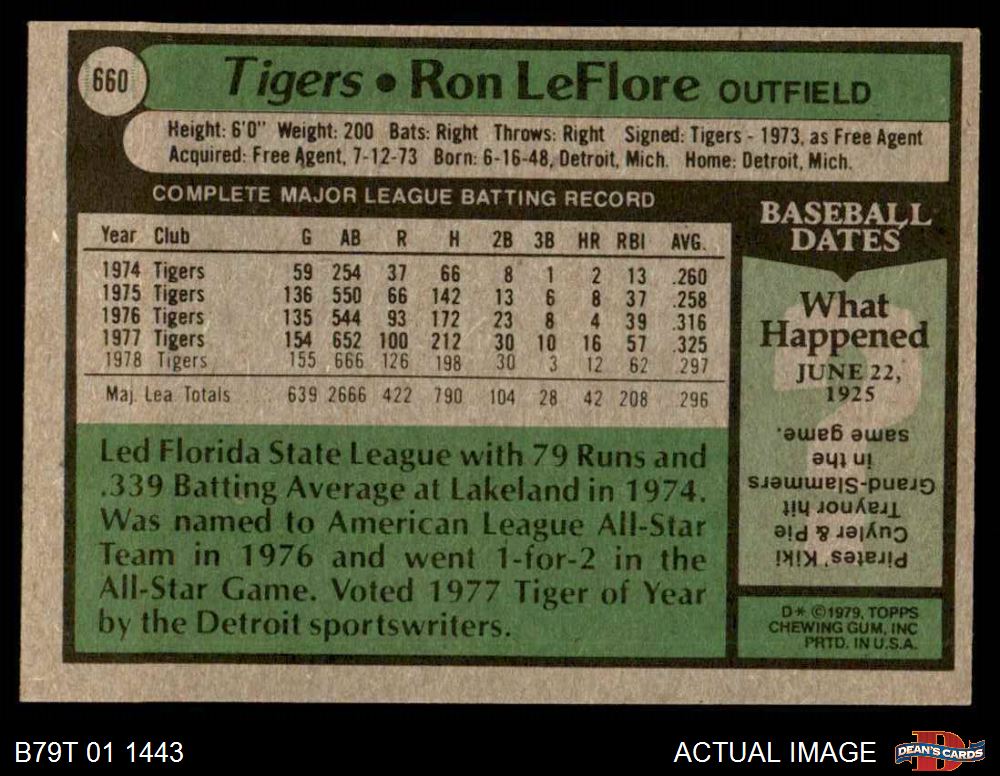 660
Tigers • Ron LeFlore OUTFIELD
Height: 6'0" Weight: 200 Bats: Right Throws: Right Signed: Tigers - 1973, as Free Agent
Acquired: Free Agent, 7-12-73 Born: 6-16-48, Detroit, Mich. Home: Detroit, Mich.
COMPLETE MAJOR LEAGUE BATTING RECORD
Year Club G AB R H 2B 3B HR RBI AVG.
1974 Tigers 59 254 37 66 8 1 2 13 .260
1975 Tigers 136 550 66 142 13 6 8 37 .258
1976 Tigers 135 544 93 172 23 8 4 39 .316
1977 Tigers 154 652 100 212 30 10 16 57 .325
1978 Tigers 155 666 126 198 30 3 12 62 .297
Maj. Lea. Totals 639 2666 422 790 104 28 42 208 .296
Led Florida State League with 79 Runs and
.339 Batting Average at Lakeland in 1974.
Was named to American League All-Star
Team in 1976 and went 1-for-2 in the
All-Star Game. Voted 1977 Tiger of Year
by the Detroit sportswriters.
BASEBALL
DATES
What
Happened
JUNE 22,
1925
Pirates' Kiki
Cuyler & Pie
Traynor hit
Grand-Slammers
in the
same game.
D* ©1979, TOPPS
CHEWING GUM, INC
PRTD. IN U.S.A.
B79T 01 1443
ACTUAL IMAGE
DEAN'S CARDS